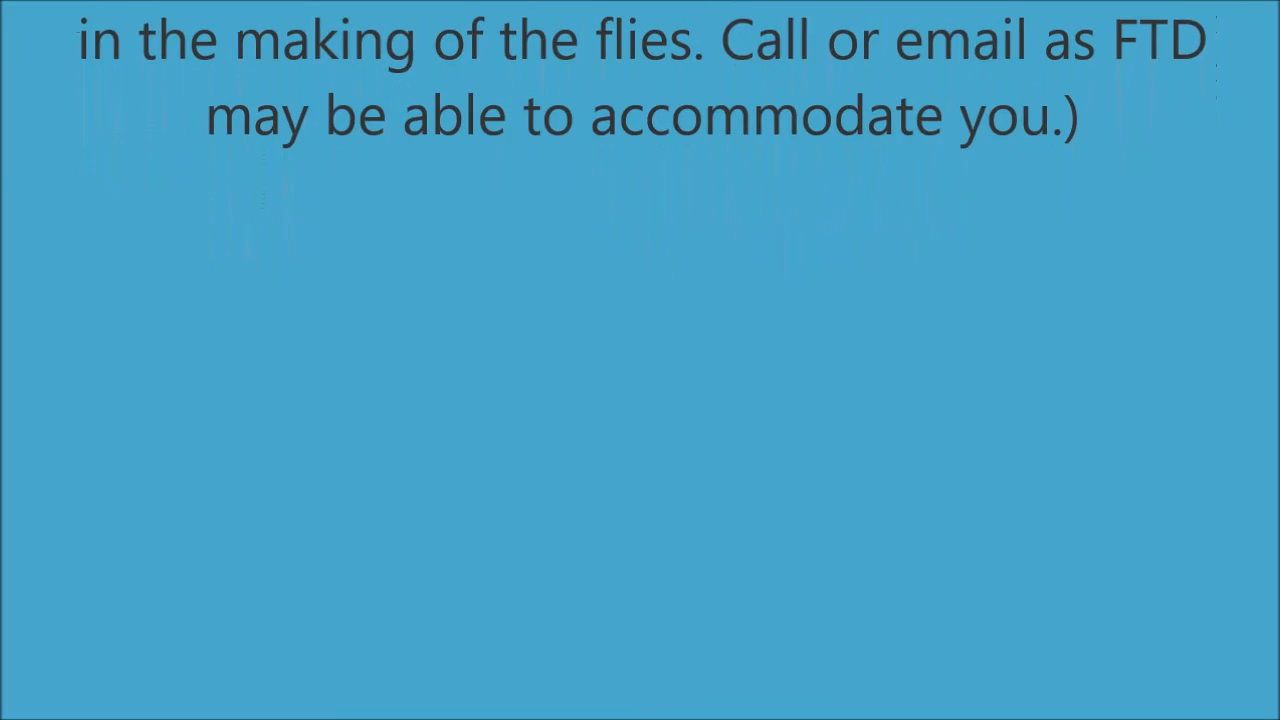 in the making of the flies. Call or email as FTD
may be able to accommodate you.)